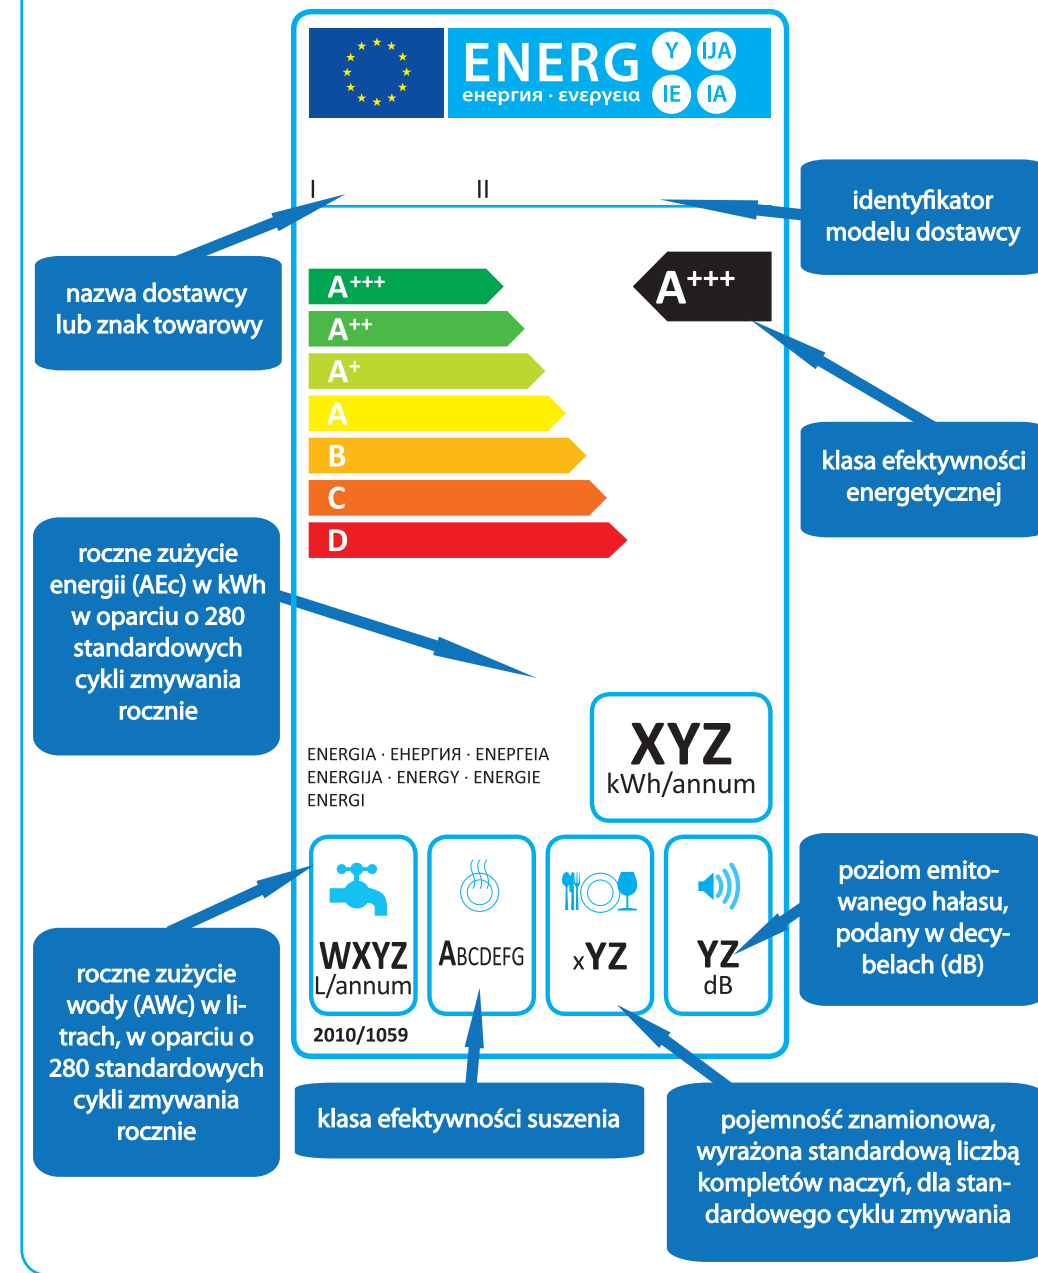 ENERG
енергия · ενεργεια
Y
IJA
IE
IA
I
II
identyfikator
modelu dostawcy
nazwa dostawcy
lub znak towarowy
A+++
A++
A+
A
B
C
D
A+++
klasa efektywności
energetycznej
roczne zużycie
energii (AEc) w kWh
w oparciu o 280
standardowych
cykli zmywania
rocznie
ENERGIA · ЕНЕРГИЯ · ΕΝΕΡΓΕΙΑ
ENERGIJA · ENERGY · ENERGIE
ENERGI
XYZ
kWh/annum
WXYZ
L/annum
ABCDEFG
xYZ
YZ
dB
2010/1059
poziom emito-
wanego hałasu,
podany w decy-
belach (dB)
roczne zużycie
wody (AWc) w li-
trach, w oparciu o
280 standardowych
cykli zmywania
rocznie
klasa efektywności suszenia
pojemność znamionowa,
wyrażona standardową liczbą
kompletów naczyń, dla stan-
dardowego cyklu zmywania